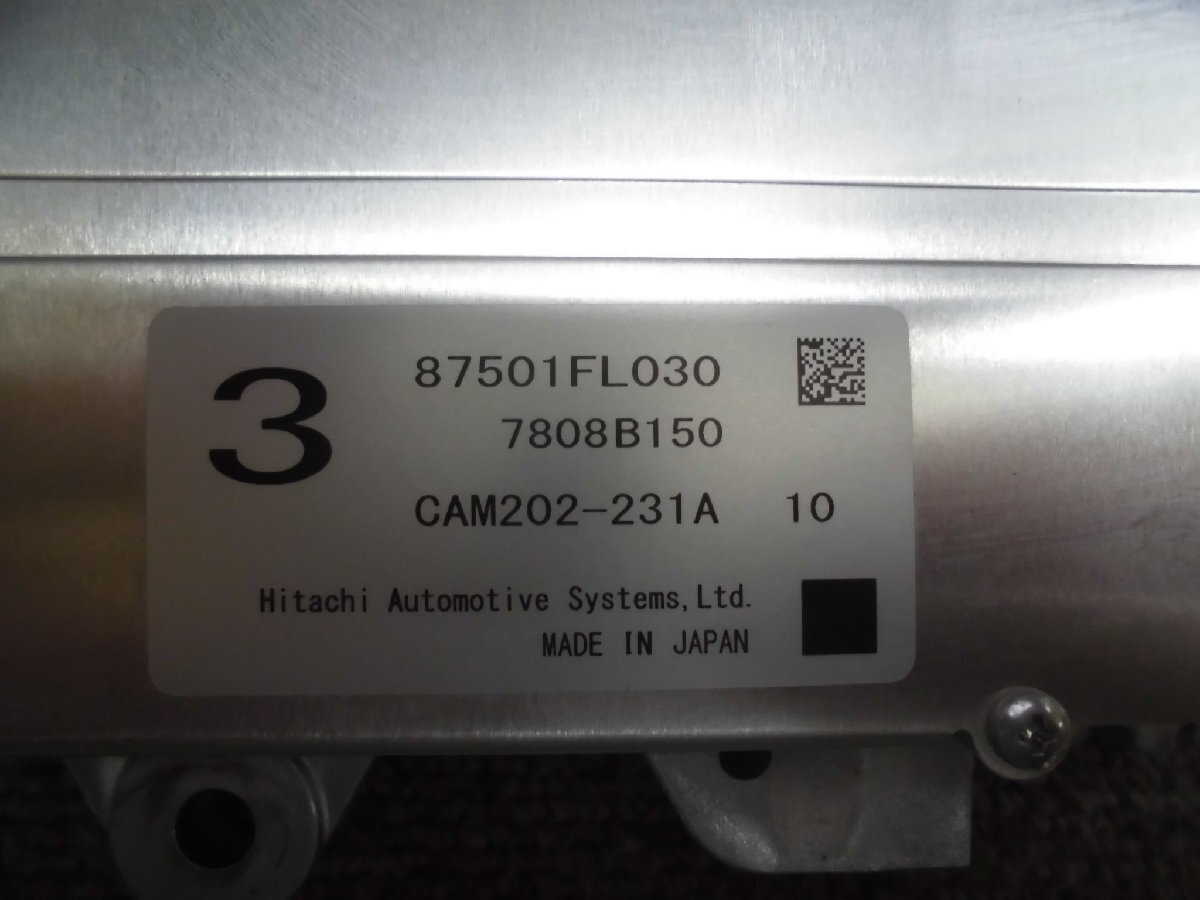 3
87501FL030
7808B150
CAM202-231A 10
Hitachi Automotive Systems,Ltd.
MADE IN JAPAN